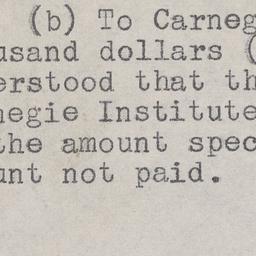 (b) To Carneg
usand dollars (
erstood that th
negie Institute
the amount spec
unt not paid.